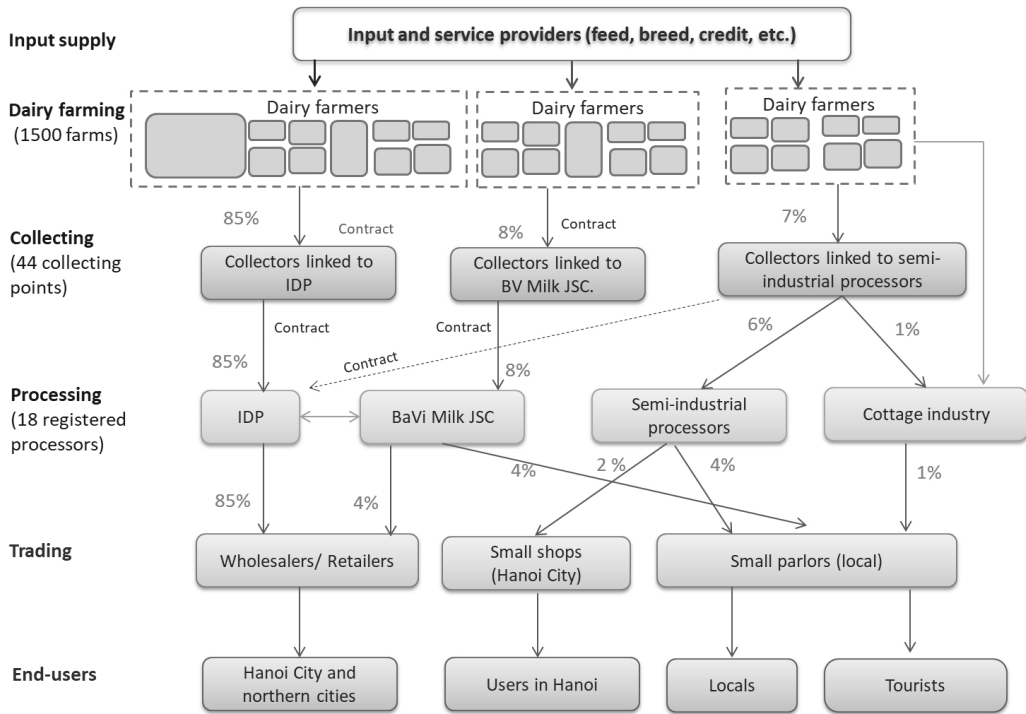 Input supply
Input and service providers (feed, breed, credit, etc.)
Dairy farming
(1500 farms)
Dairy farmers
Dairy farmers
Dairy farmers
85%
Contract
8%
Contract
7%
Collecting
(44 collecting
points)
Collectors linked to
IDP
Collectors linked to
BV Milk JSC.
Collectors linked to semi-
industrial processors
Contract
85%
Contract
8%
Contract
6%
1%
Processing
(18 registered
processors)
IDP
BaVi Milk JSC
Semi-industrial
processors
Cottage industry
85%
4%
4%
2 %
4%
1%
Trading
Wholesalers/ Retailers
Small shops
(Hanoi City)
Small parlors (local)
End-users
Hanoi City and
northern cities
Users in Hanoi
Locals
Tourists